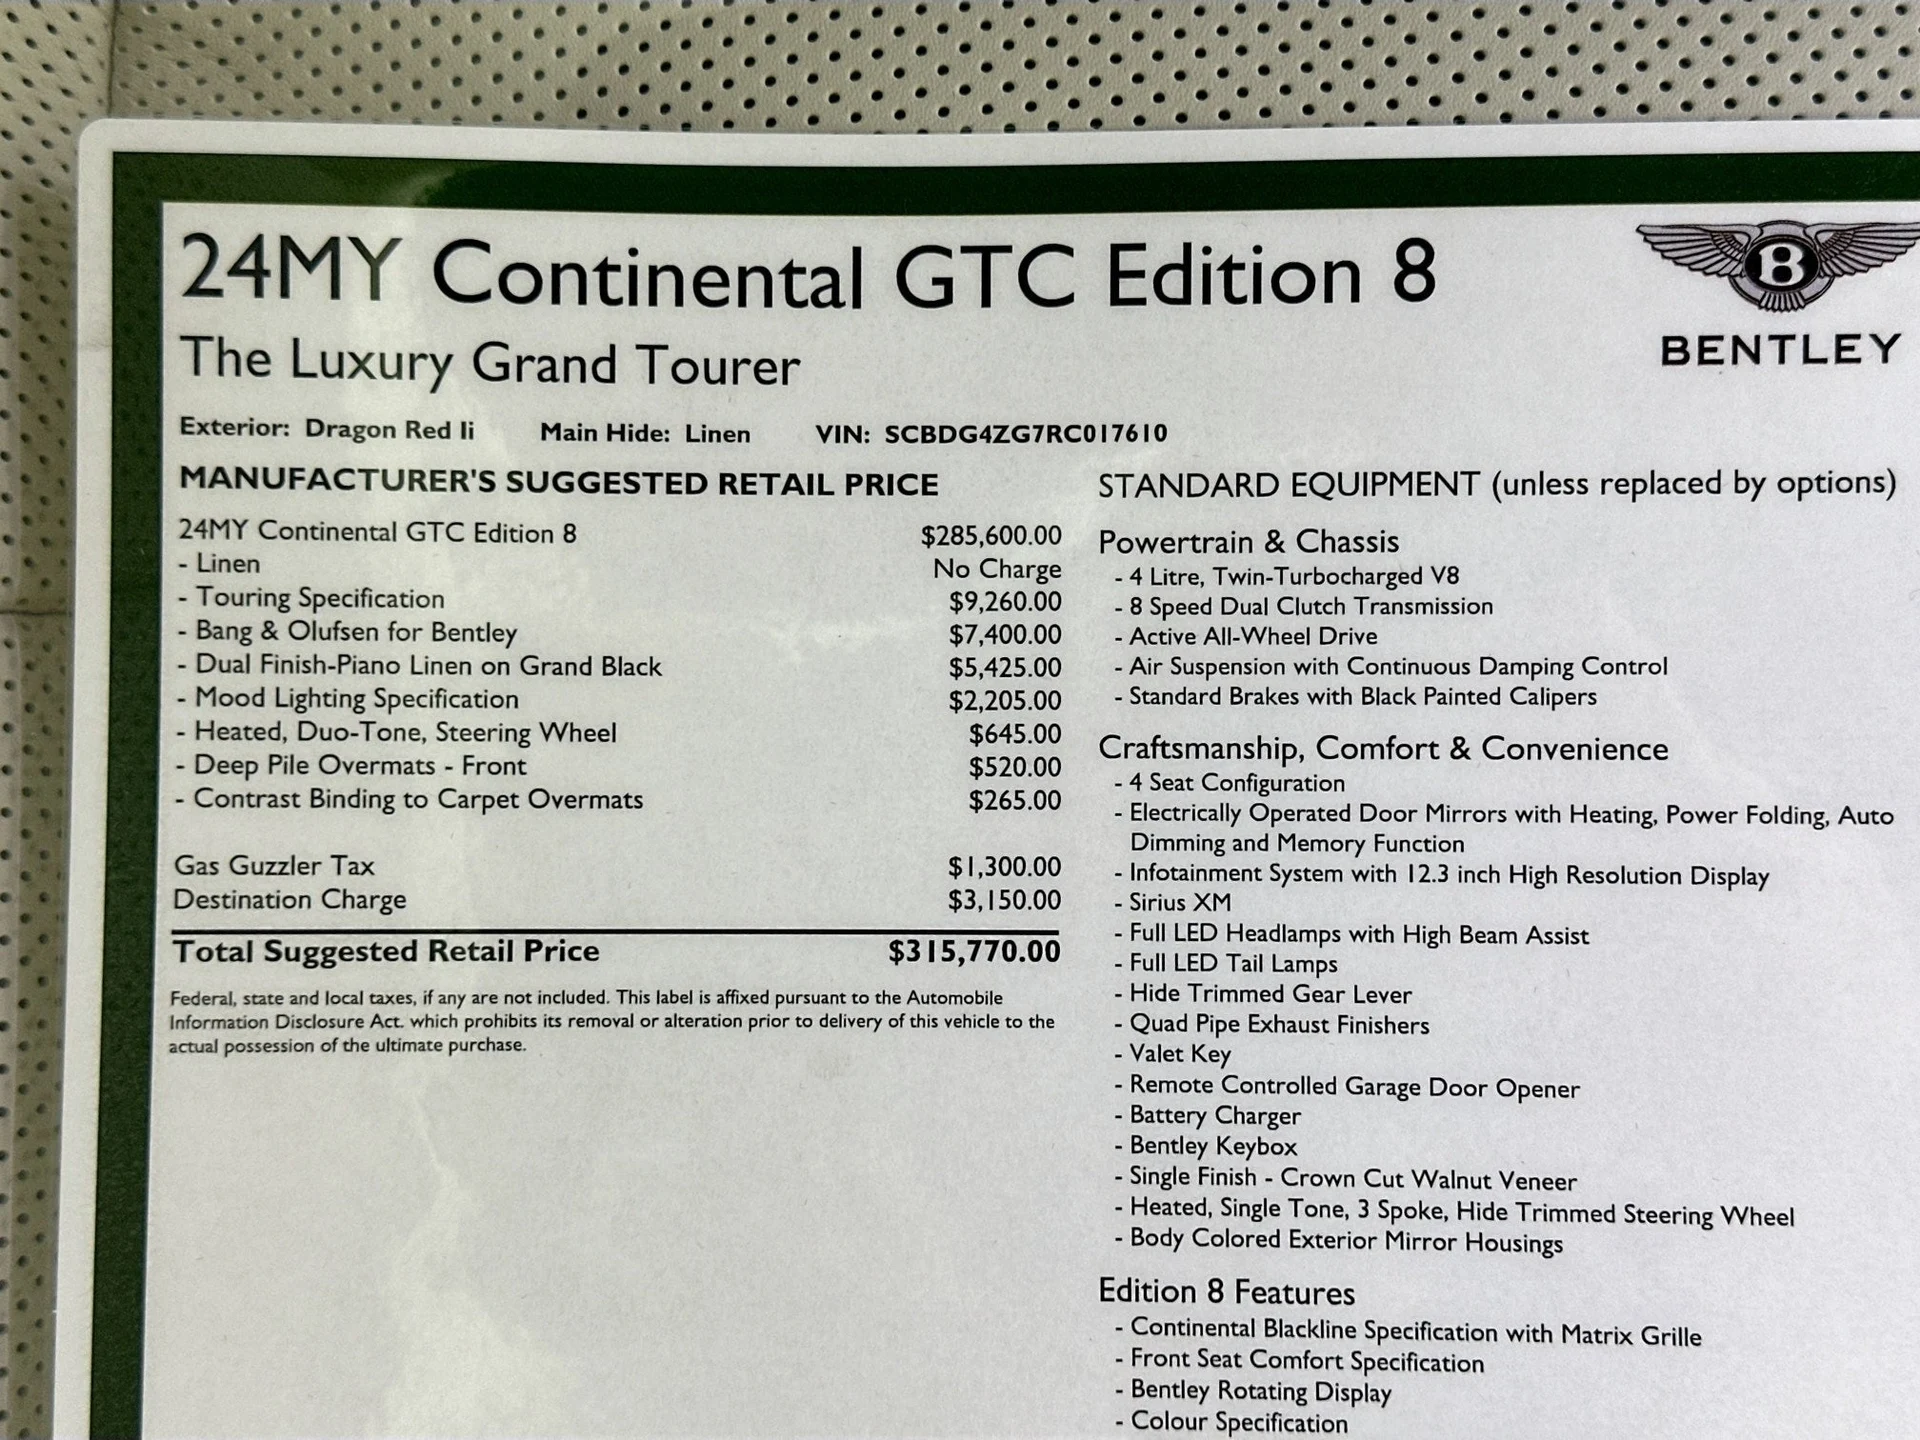 24MY Continental GTC Edition 8
The Luxury Grand Tourer
B
BENTLEY
Exterior: Dragon Red Ii Main Hide: Linen VIN: SCBDG4ZG7RC017610
MANUFACTURER'S SUGGESTED RETAIL PRICE
24MY Continental GTC Edition 8 $285,600.00
- Linen No Charge
- Touring Specification $9,260.00
- Bang & Olufsen for Bentley $7,400.00
- Dual Finish-Piano Linen on Grand Black $5,425.00
- Mood Lighting Specification $2,205.00
- Heated, Duo-Tone, Steering Wheel $645.00
- Deep Pile Overmats - Front $520.00
- Contrast Binding to Carpet Overmats $265.00
Gas Guzzler Tax $1,300.00
Destination Charge $3,150.00
Total Suggested Retail Price $315,770.00
Federal, state and local taxes, if any are not included. This label is affixed pursuant to the Automobile
Information Disclosure Act. which prohibits its removal or alteration prior to delivery of this vehicle to the
actual possession of the ultimate purchase.
STANDARD EQUIPMENT (unless replaced by options)
Powertrain & Chassis
- 4 Litre, Twin-Turbocharged V8
- 8 Speed Dual Clutch Transmission
- Active All-Wheel Drive
- Air Suspension with Continuous Damping Control
- Standard Brakes with Black Painted Calipers
Craftsmanship, Comfort & Convenience
- 4 Seat Configuration
- Electrically Operated Door Mirrors with Heating, Power Folding, Auto
Dimming and Memory Function
- Infotainment System with 12.3 inch High Resolution Display
- Sirius XM
- Full LED Headlamps with High Beam Assist
- Full LED Tail Lamps
- Hide Trimmed Gear Lever
- Quad Pipe Exhaust Finishers
- Valet Key
- Remote Controlled Garage Door Opener
- Battery Charger
- Bentley Keybox
- Single Finish - Crown Cut Walnut Veneer
- Heated, Single Tone, 3 Spoke, Hide Trimmed Steering Wheel
- Body Colored Exterior Mirror Housings
Edition 8 Features
- Continental Blackline Specification with Matrix Grille
- Front Seat Comfort Specification
- Bentley Rotating Display
- Colour Specification